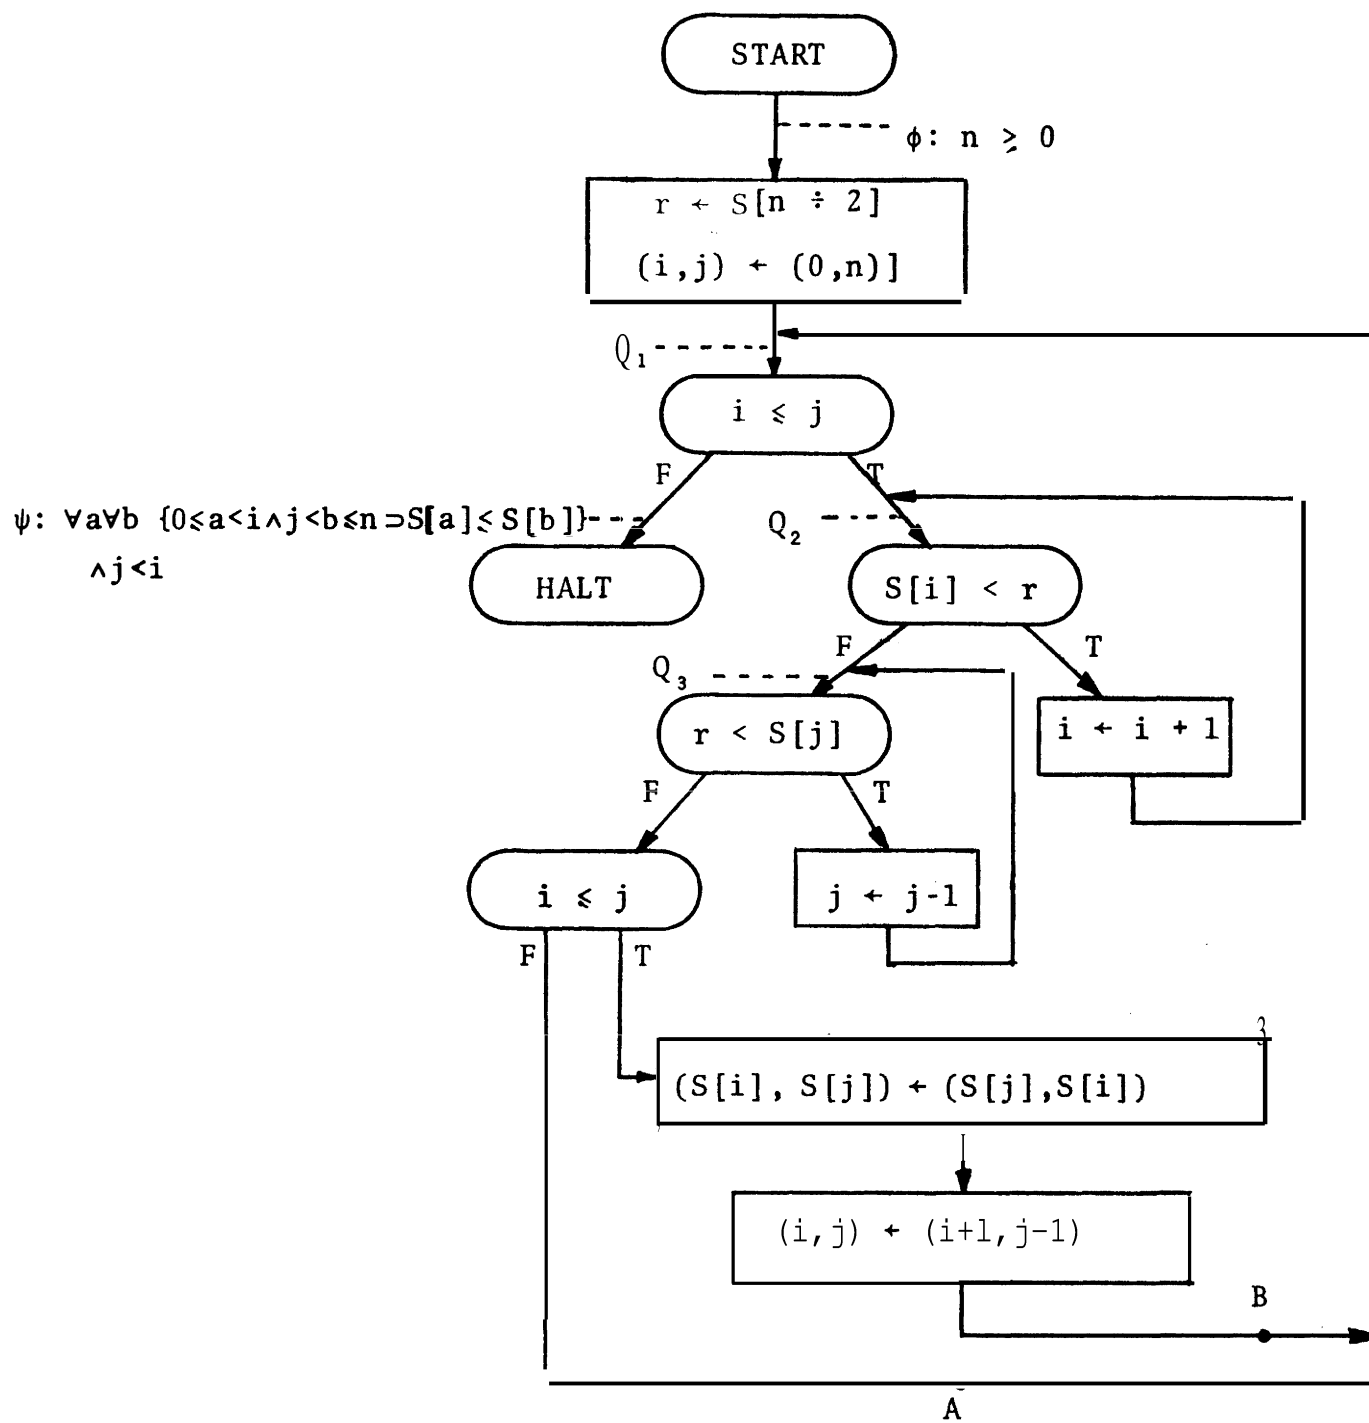 START
ϕ: n ≥ 0
r ← S[n ÷ 2]
(i,j) ← (0,n)]
Q₁
i ≤ j
F
T
ψ: ∀a∀b {0≤a<i∧j<b≤n⊃S[a]≤S[b]}
∧j<i
Q₂
HALT
S[i] < r
F
T
Q₃
r < S[j]
i ← i + 1
F
T
i ≤ j
j ← j-1
F
T
3
(S[i], S[j]) ← (S[j],S[i])
(i,j) ← (i+1,j-1)
B
A